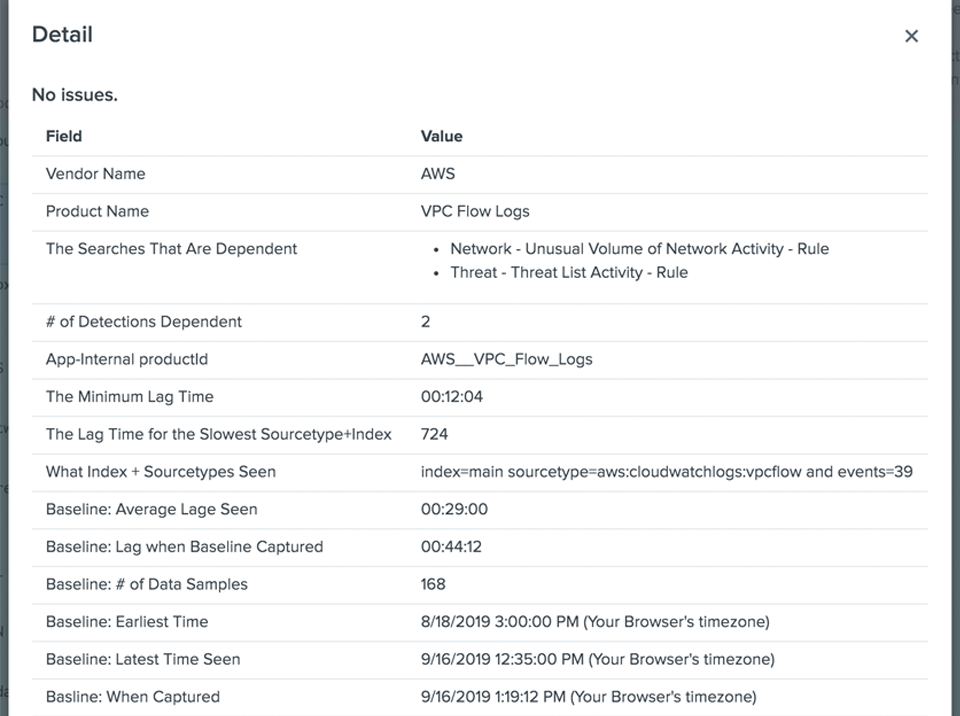 Detail
×
No issues.
Field Value
Vendor Name AWS
Product Name VPC Flow Logs
The Searches That Are Dependent • Network - Unusual Volume of Network Activity - Rule
• Threat - Threat List Activity - Rule
# of Detections Dependent 2
App-Internal productId AWS__VPC_Flow_Logs
The Minimum Lag Time 00:12:04
The Lag Time for the Slowest Sourcetype+Index 724
What Index + Sourcetypes Seen index=main sourcetype=aws:cloudwatchlogs:vpcflow and events=39
Baseline: Average Lage Seen 00:29:00
Baseline: Lag when Baseline Captured 00:44:12
Baseline: # of Data Samples 168
Baseline: Earliest Time 8/18/2019 3:00:00 PM (Your Browser's timezone)
Baseline: Latest Time Seen 9/16/2019 12:35:00 PM (Your Browser's timezone)
Basline: When Captured 9/16/2019 1:19:12 PM (Your Browser's timezone)